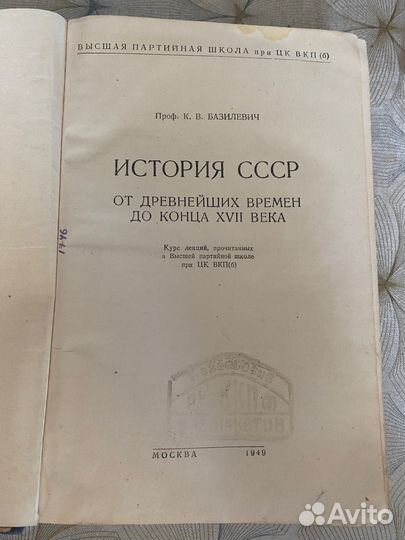 ВЫСШАЯ ПАРТИЙНАЯ ШКОЛА при ЦК ВКП(б)
Проф. К. В. БАЗИЛЕВИЧ
ИСТОРИЯ СССР
ОТ ДРЕВНЕЙШИХ ВРЕМЕН
ДО КОНЦА XVII ВЕКА
Курс лекций, прочитанных
в Высшей партийной школе
при ЦК ВКП(б)
1746
МОСКВА 1949
Avito